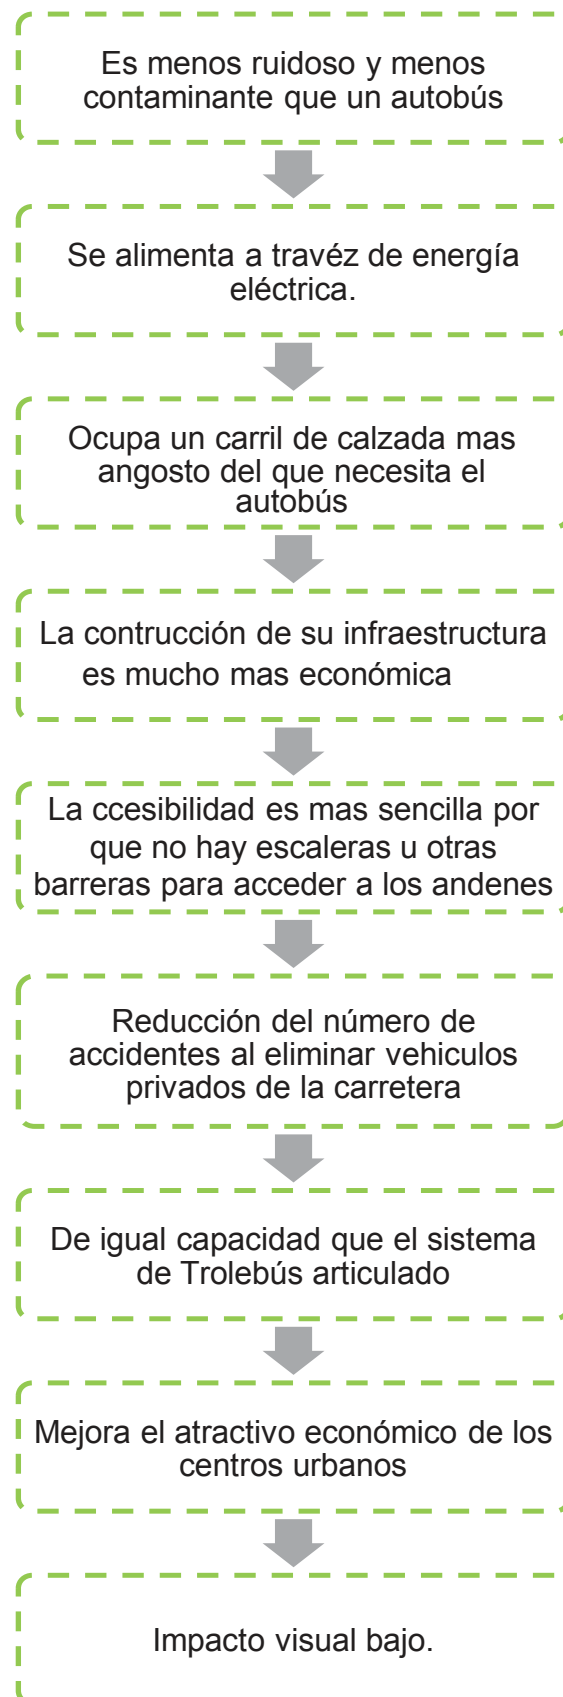 Es menos ruidoso y menos
contaminante que un autobús
Se alimenta a travéz de energía
eléctrica.
Ocupa un carril de calzada mas
angosto del que necesita el
autobús
La contrucción de su infraestructura
es mucho mas económica
La ccesibilidad es mas sencilla por
que no hay escaleras u otras
barreras para acceder a los andenes
Reducción del número de
accidentes al eliminar vehiculos
privados de la carretera
De igual capacidad que el sistema
de Trolebús articulado
Mejora el atractivo económico de los
centros urbanos
Impacto visual bajo.